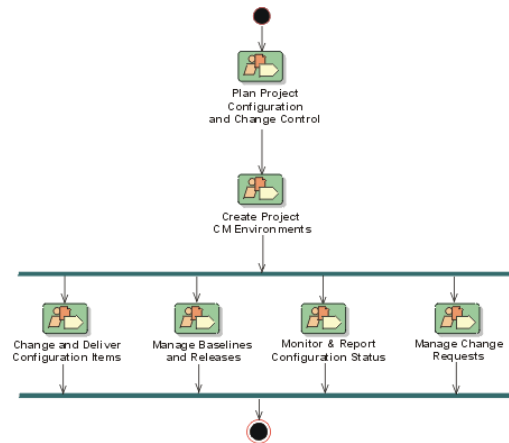 Plan Project
Configuration
and Change Control
Create Project
CM Environments
Change and Deliver
Configuration Items
Manage Baselines
and Releases
Monitor & Report
Configuration Status
Manage Change
Requests